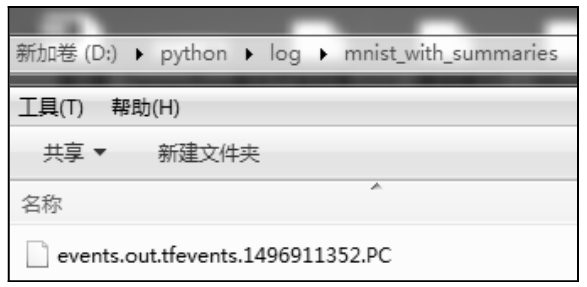 新加卷 (D:) ▸ python ▸ log ▸ mnist_with_summaries
工具(T) 帮助(H)
共享 ▼ 新建文件夹
名称
events.out.tfevents.1496911352.PC